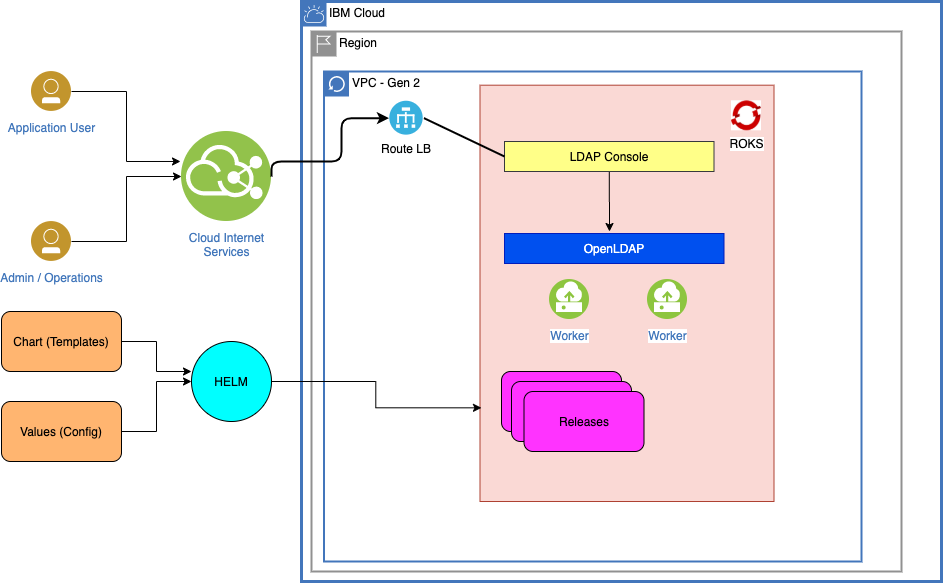 IBM Cloud
Region
VPC - Gen 2
Application User
Route LB
ROKS
LDAP Console
Cloud Internet
Services
OpenLDAP
Admin / Operations
Worker
Worker
Chart (Templates)
HELM
Values (Config)
Releases